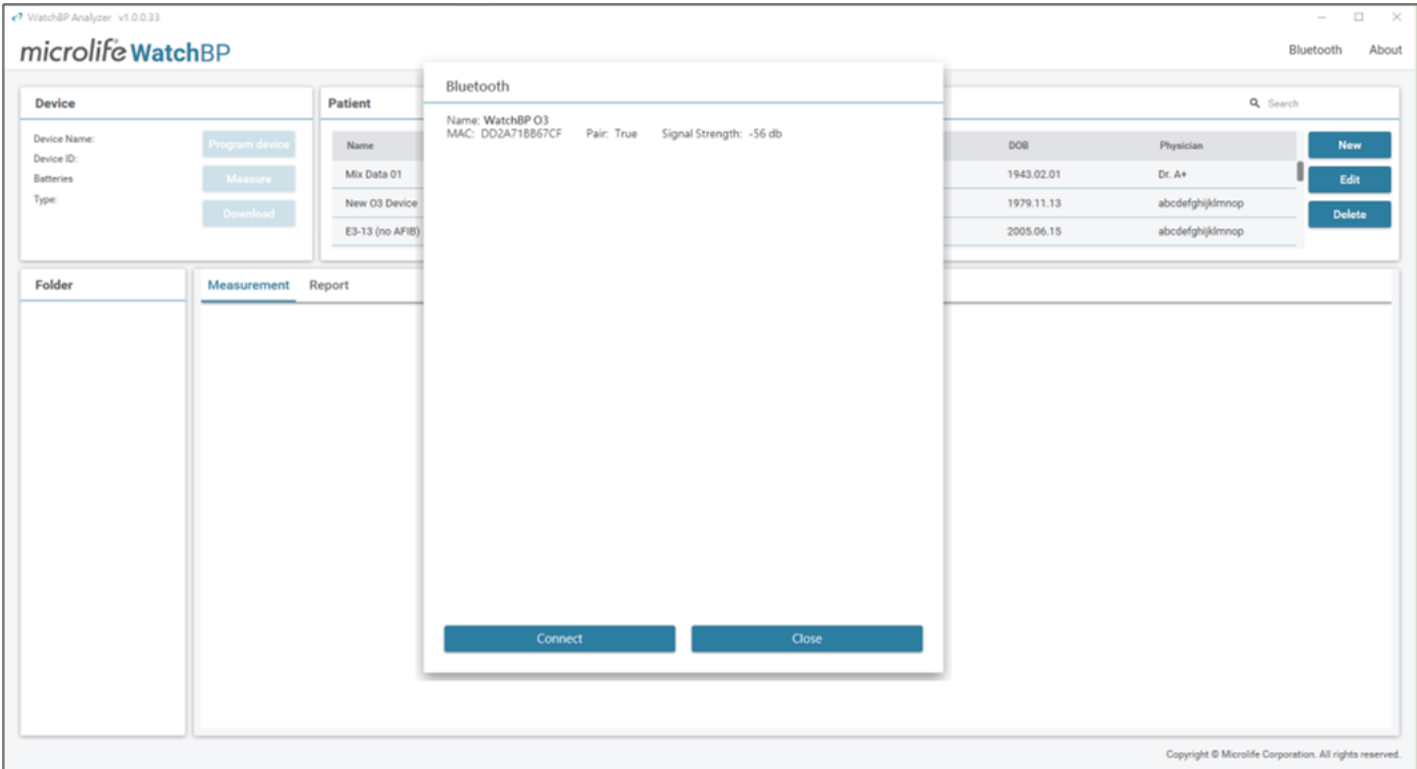 WatchBP Analyzer v1.0.0.33
microlife WatchBP
Bluetooth About
Device
Device Name:
Device ID:
Batteries
Type:
Program device
Measure
Download
Patient
Search
Name DOB Physician
Mix Data 01 1943.02.01 Dr. A+
New O3 Device 1979.11.13 abcdefghijklmnop
E3-13 (no AFIB) 2005.06.15 abcdefghijklmnop
New
Edit
Delete
Bluetooth
Name: WatchBP O3
MAC: DD2A71BB67CF Pair: True Signal Strength: -56 db
Connect Close
Folder
Measurement Report
Copyright © Microlife Corporation. All rights reserved.